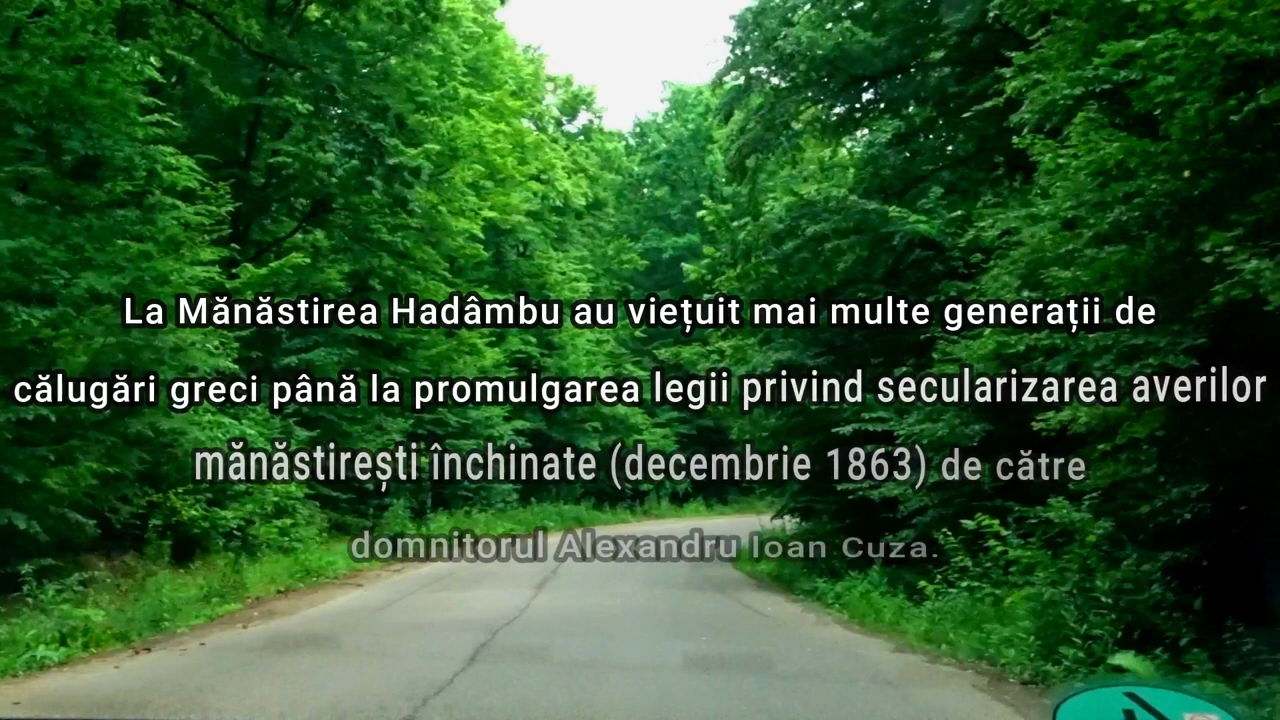 La Mănăstirea Hadâmbu au viețuit mai multe generații de
călugări greci până la promulgarea legii privind secularizarea averilor
mănăstirești închinate (decembrie 1863) de către
domnitorul Alexandru Ioan Cuza.